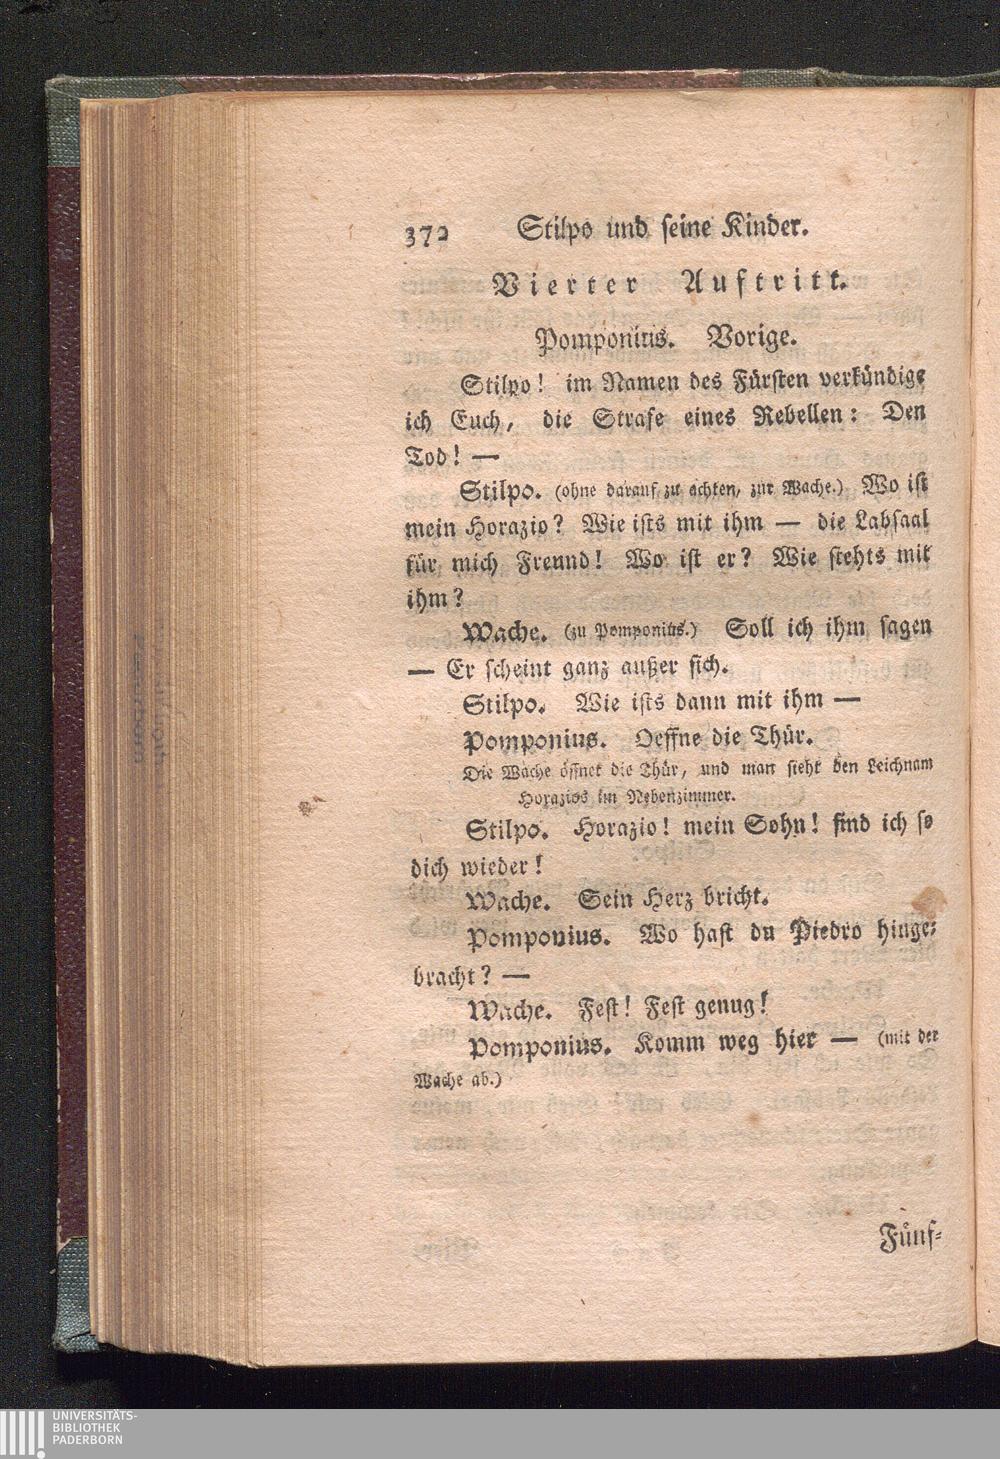 372 Stilpo und seine Kinder.
Vierter Auftritt.
Pomponius. Vorige.
Stilpo! im Namen des Fürsten verkündige
ich Euch, die Strafe eines Rebellen: Den
Tod! —
Stilpo. (ohne darauf zu achten, zur Wache.) Wo ist
mein Horazio? Wie ists mit ihm — die Labsaal
für mich Freund! Wo ist er? Wie stehts mit
ihm?
Wache. (zu Pomponius.) Soll ich ihm sagen
— Er scheint ganz außer sich.
Stilpo. Wie ists dann mit ihm —
Pomponius. Oeffne die Thür.
Die Wache öffnet die Thür, und man sieht den Leichnam
Horazios im Nebenzimmer.
Stilpo. Horazio! mein Sohn! find ich so
dich wieder!
Wache. Sein Herz bricht.
Pomponius. Wo hast du Piedro hinge-
bracht? —
Wache. Fest! Fest genug!
Pomponius. Komm weg hier — (mit der
Wache ab.)
Fünf-
UNIVERSITÄTS-
BIBLIOTHEK
PADERBORN